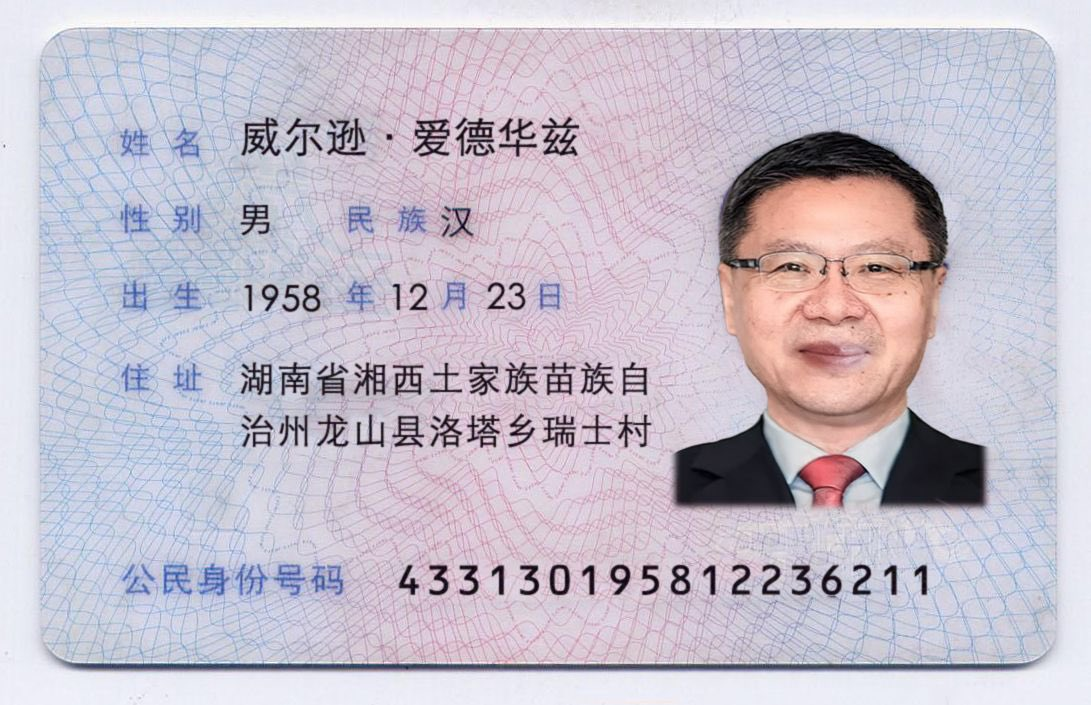 姓名 威尔逊·爱德华兹
性别 男 民族 汉
出生 1958 年 12 月 23 日
住址 湖南省湘西土家族苗族自
治州龙山县洛塔乡瑞士村
公民身份号码 433130195812236211